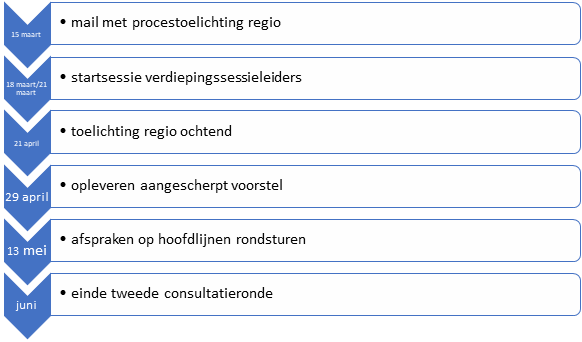 15 maart
• mail met procestoelichting regio
18 maart/21
maart
• startsessie verdiepingssessieleiders
21 april
• toelichting regio ochtend
29 april
• opleveren aangescherpt voorstel
13 mei
• afspraken op hoofdlijnen rondsturen
juni
• einde tweede consultatieronde